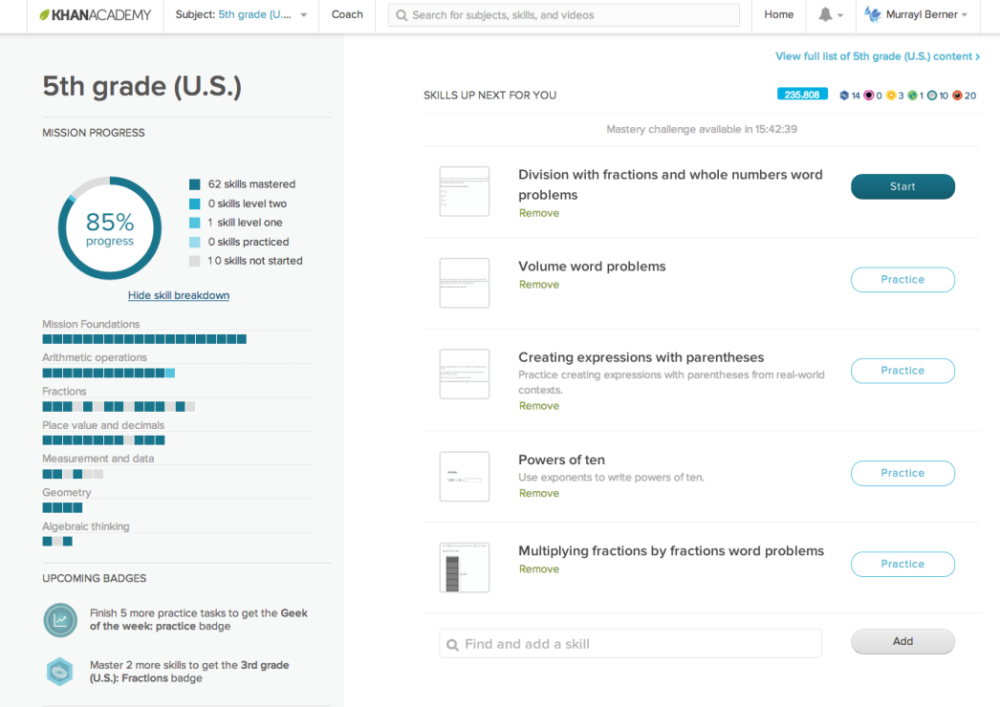 KHANACADEMY
Subject: 5th grade (U....
Coach
Search for subjects, skills, and videos
Home
Murrayl Berner
5th grade (U.S.)
MISSION PROGRESS
85%
progress
62 skills mastered
0 skills level two
1 skill level one
0 skills practiced
10 skills not started
Hide skill breakdown
Mission Foundations
Arithmetic operations
Fractions
Place value and decimals
Measurement and data
Geometry
Algebraic thinking
UPCOMING BADGES
Finish 5 more practice tasks to get the Geek
of the week: practice badge
Master 2 more skills to get the 3rd grade
(U.S.): Fractions badge
View full list of 5th grade (U.S.) content ›
SKILLS UP NEXT FOR YOU
235,808 14 0 3 1 10 20
Mastery challenge available in 15:42:39
Division with fractions and whole numbers word
problems
Remove
Start
Volume word problems
Remove
Practice
Creating expressions with parentheses
Practice creating expressions with parentheses from real-world
contexts.
Remove
Practice
Powers of ten
Use exponents to write powers of ten.
Remove
Practice
Multiplying fractions by fractions word problems
Remove
Practice
Find and add a skill
Add